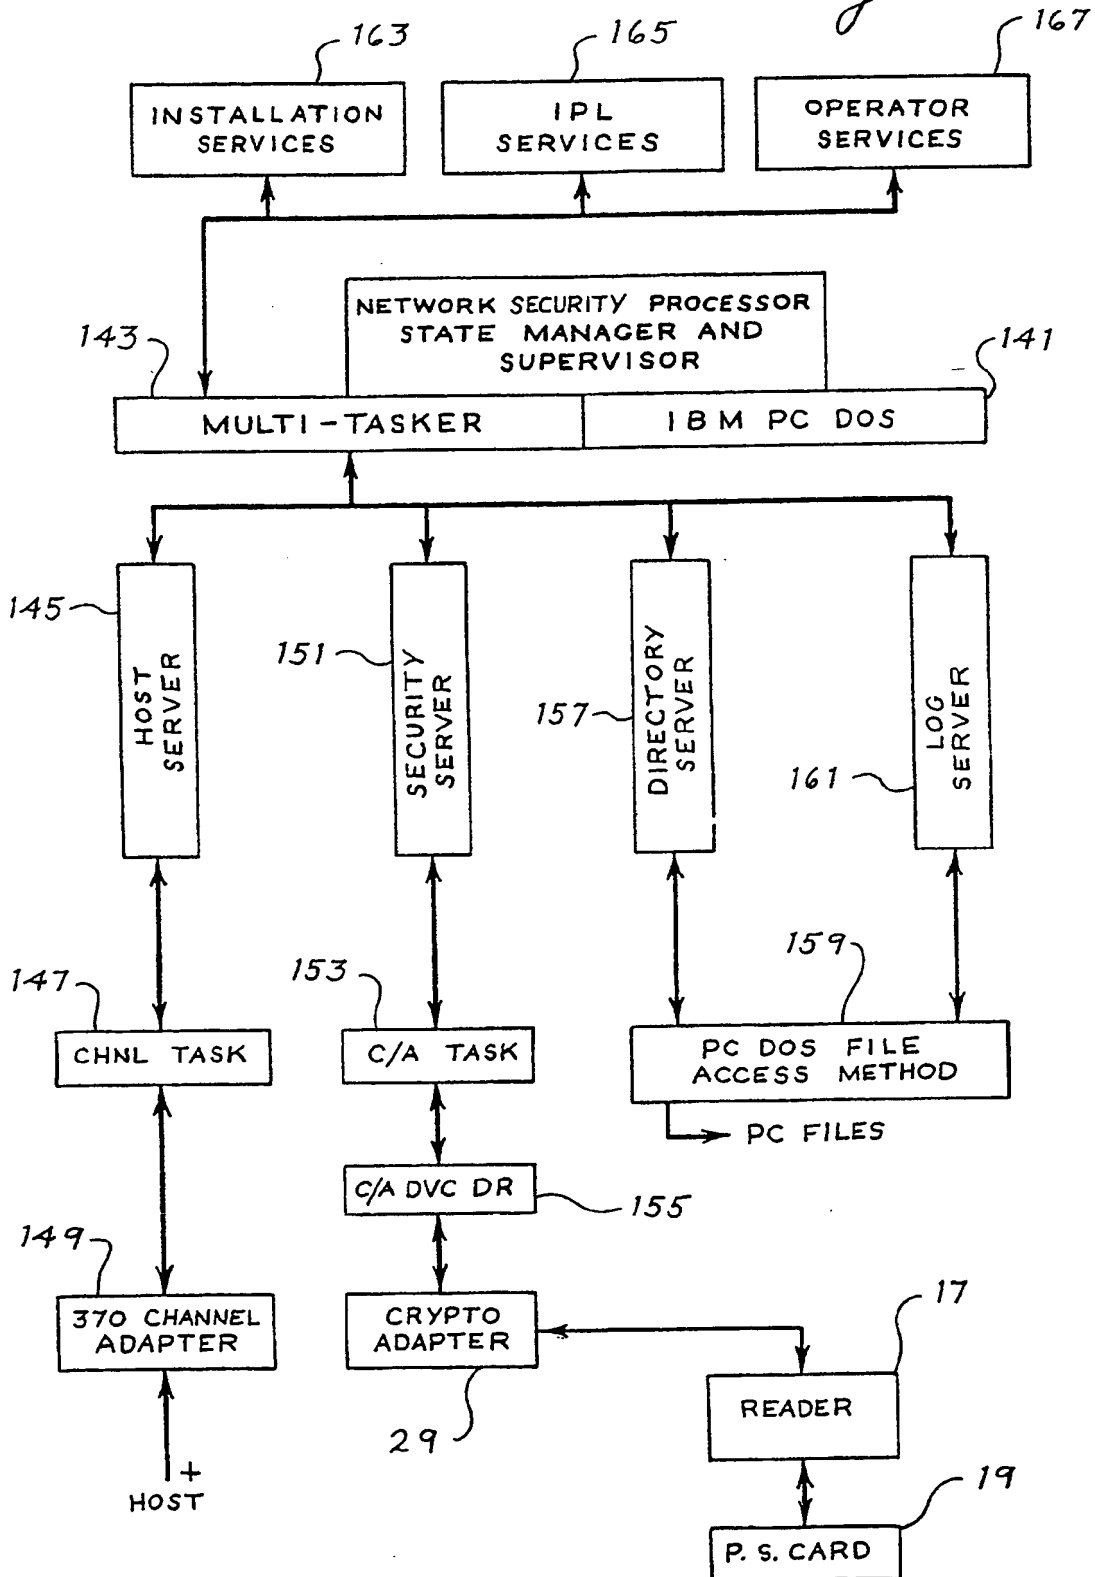 163
165
167
INSTALLATION
SERVICES
IPL
SERVICES
OPERATOR
SERVICES
NETWORK SECURITY PROCESSOR
STATE MANAGER AND
SUPERVISOR
143
141
MULTI-TASKER
IBM PC DOS
145
HOST
SERVER
151
SECURITY
SERVER
157
DIRECTORY
SERVER
161
LOG
SERVER
147
CHNL TASK
153
C/A TASK
159
PC DOS FILE
ACCESS METHOD
PC FILES
C/A DVC DR
155
149
370 CHANNEL
ADAPTER
CRYPTO
ADAPTER
29
17
READER
+
HOST
19
P. S. CARD